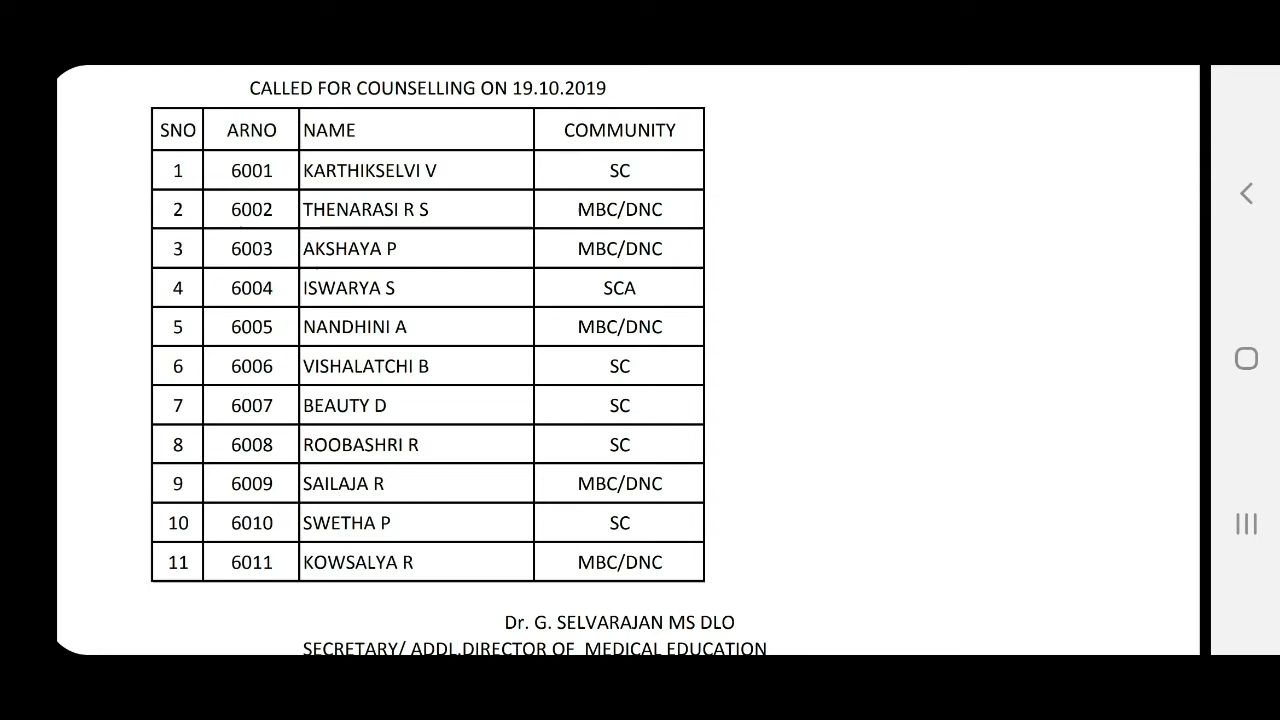 CALLED FOR COUNSELLING ON 19.10.2019
SNO ARNO NAME COMMUNITY
1 6001 KARTHIKSELVI V SC
2 6002 THENARASI R S MBC/DNC
3 6003 AKSHAYA P MBC/DNC
4 6004 ISWARYA S SCA
5 6005 NANDHINI A MBC/DNC
6 6006 VISHALATCHI B SC
7 6007 BEAUTY D SC
8 6008 ROOBASHRI R SC
9 6009 SAILAJA R MBC/DNC
10 6010 SWETHA P SC
11 6011 KOWSALYA R MBC/DNC
Dr. G. SELVARAJAN MS DLO
SECRETARY/ ADDL.DIRECTOR OF MEDICAL EDUCATION